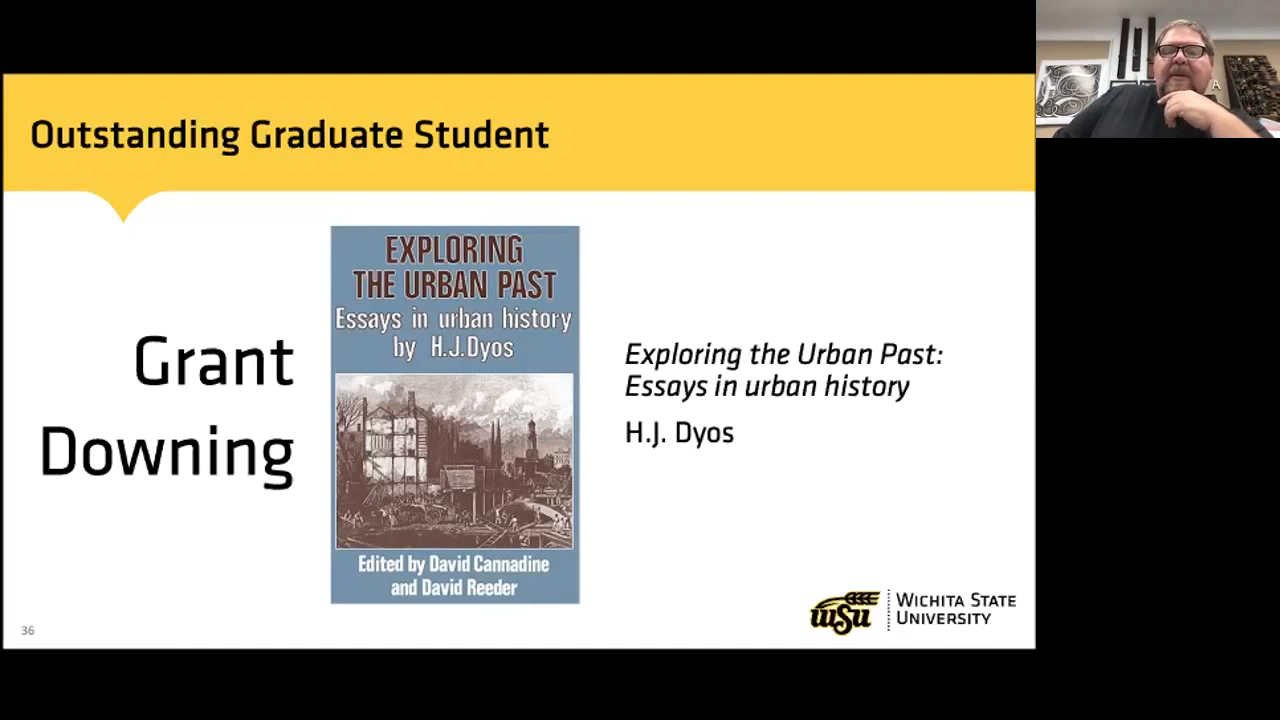 Outstanding Graduate Student
Grant
Downing
EXPLORING
THE URBAN PAST
Essays in urban history
by H.J.Dyos
Edited by David Cannadine
and David Reeder
Exploring the Urban Past:
Essays in urban history
H.J. Dyos
36
WSU
WICHITA STATE
UNIVERSITY
A